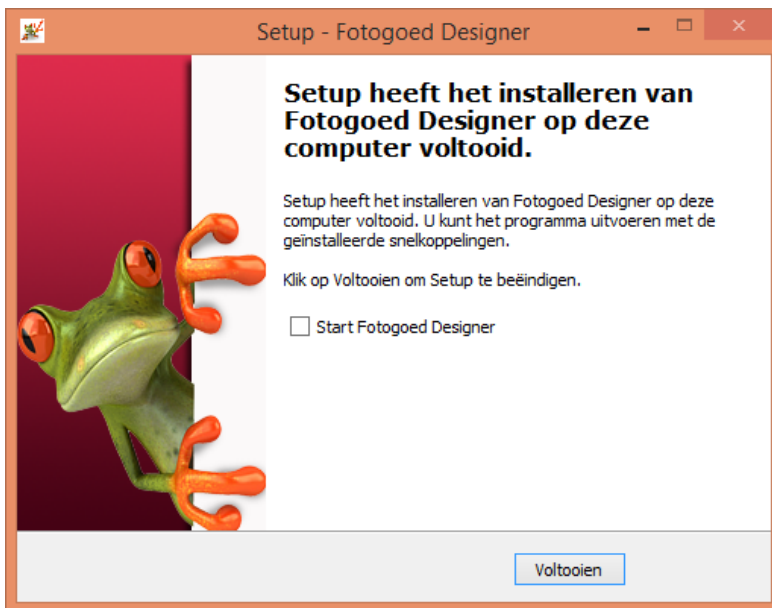 Setup - Fotogoed Designer
Setup heeft het installeren van
Fotogoed Designer op deze
computer voltooid.
Setup heeft het installeren van Fotogoed Designer op deze
computer voltooid. U kunt het programma uitvoeren met de
geïnstalleerde snelkoppelingen.
Klik op Voltooien om Setup te beëindigen.
Start Fotogoed Designer
Voltooien